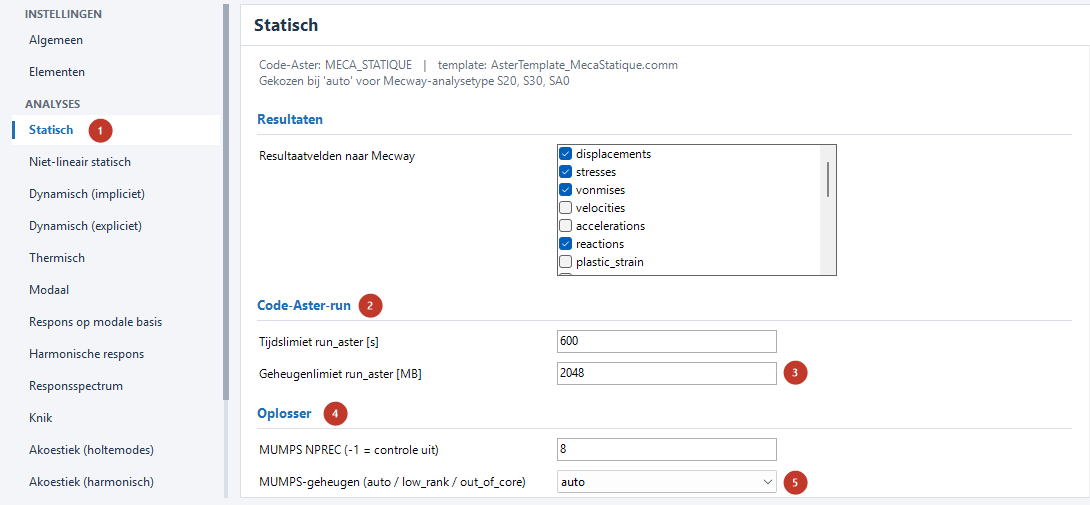 INSTELLINGEN
Algemeen
Elementen
ANALYSES
Statisch 1
Niet-lineair statisch
Dynamisch (impliciet)
Dynamisch (expliciet)
Thermisch
Modaal
Respons op modale basis
Harmonische respons
Responsspectrum
Knik
Akoestiek (holtemodes)
Akoestiek (harmonisch)
Statisch
Code-Aster: MECA_STATIQUE | template: AsterTemplate_MecaStatique.comm
Gekozen bij 'auto' voor Mecway-analysetype S20, S30, SA0
Resultaten
Resultaatvelden naar Mecway
displacements
stresses
vonmises
velocities
accelerations
reactions
plastic_strain
Code-Aster-run 2
Tijdslimiet run_aster [s] 600
Geheugenlimiet run_aster [MB] 2048 3
Oplosser 4
MUMPS NPREC (-1 = controle uit) 8
MUMPS-geheugen (auto / low_rank / out_of_core) auto 5